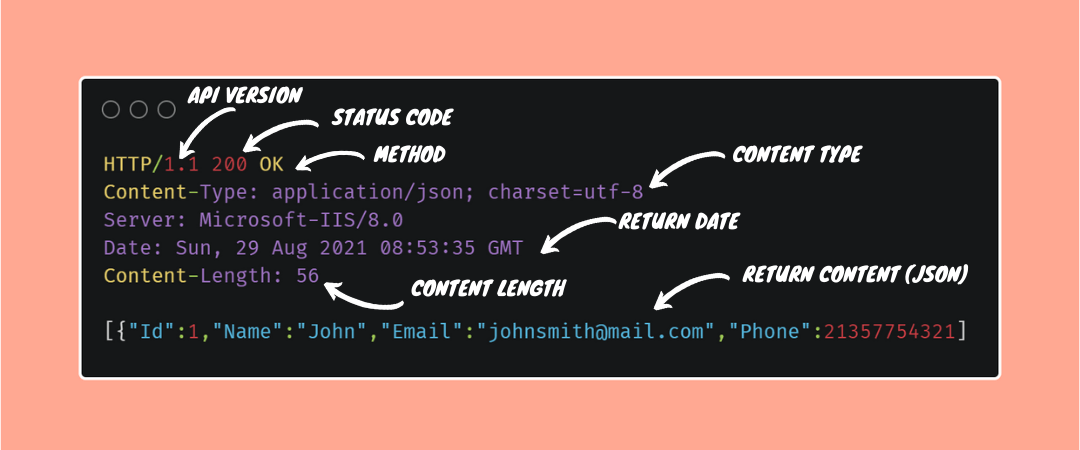 API VERSION
STATUS CODE
METHOD
HTTP/1.1 200 OK
CONTENT TYPE
Content-Type: application/json; charset=utf-8
Server: Microsoft-IIS/8.0
RETURN DATE
Date: Sun, 29 Aug 2021 08:53:35 GMT
Content-Length: 56
CONTENT LENGTH
RETURN CONTENT (JSON)
[{"Id":1,"Name":"John","Email":"johnsmith@mail.com","Phone":21357754321]